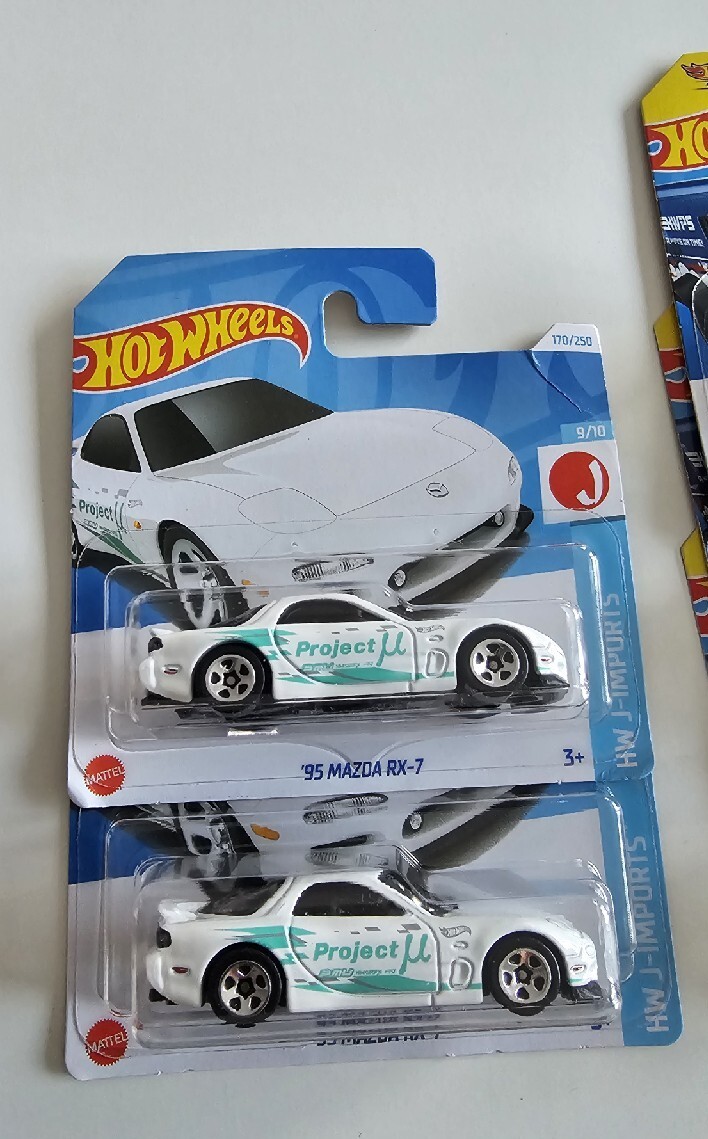 HOT WHEELS
170/250
9/10
J
Project μ
HW J-IMPORTS
Project μ
'95 MAZDA RX-7
3+
MATTEL
HW J-IMPORTS
Project μ
MATTEL
HO